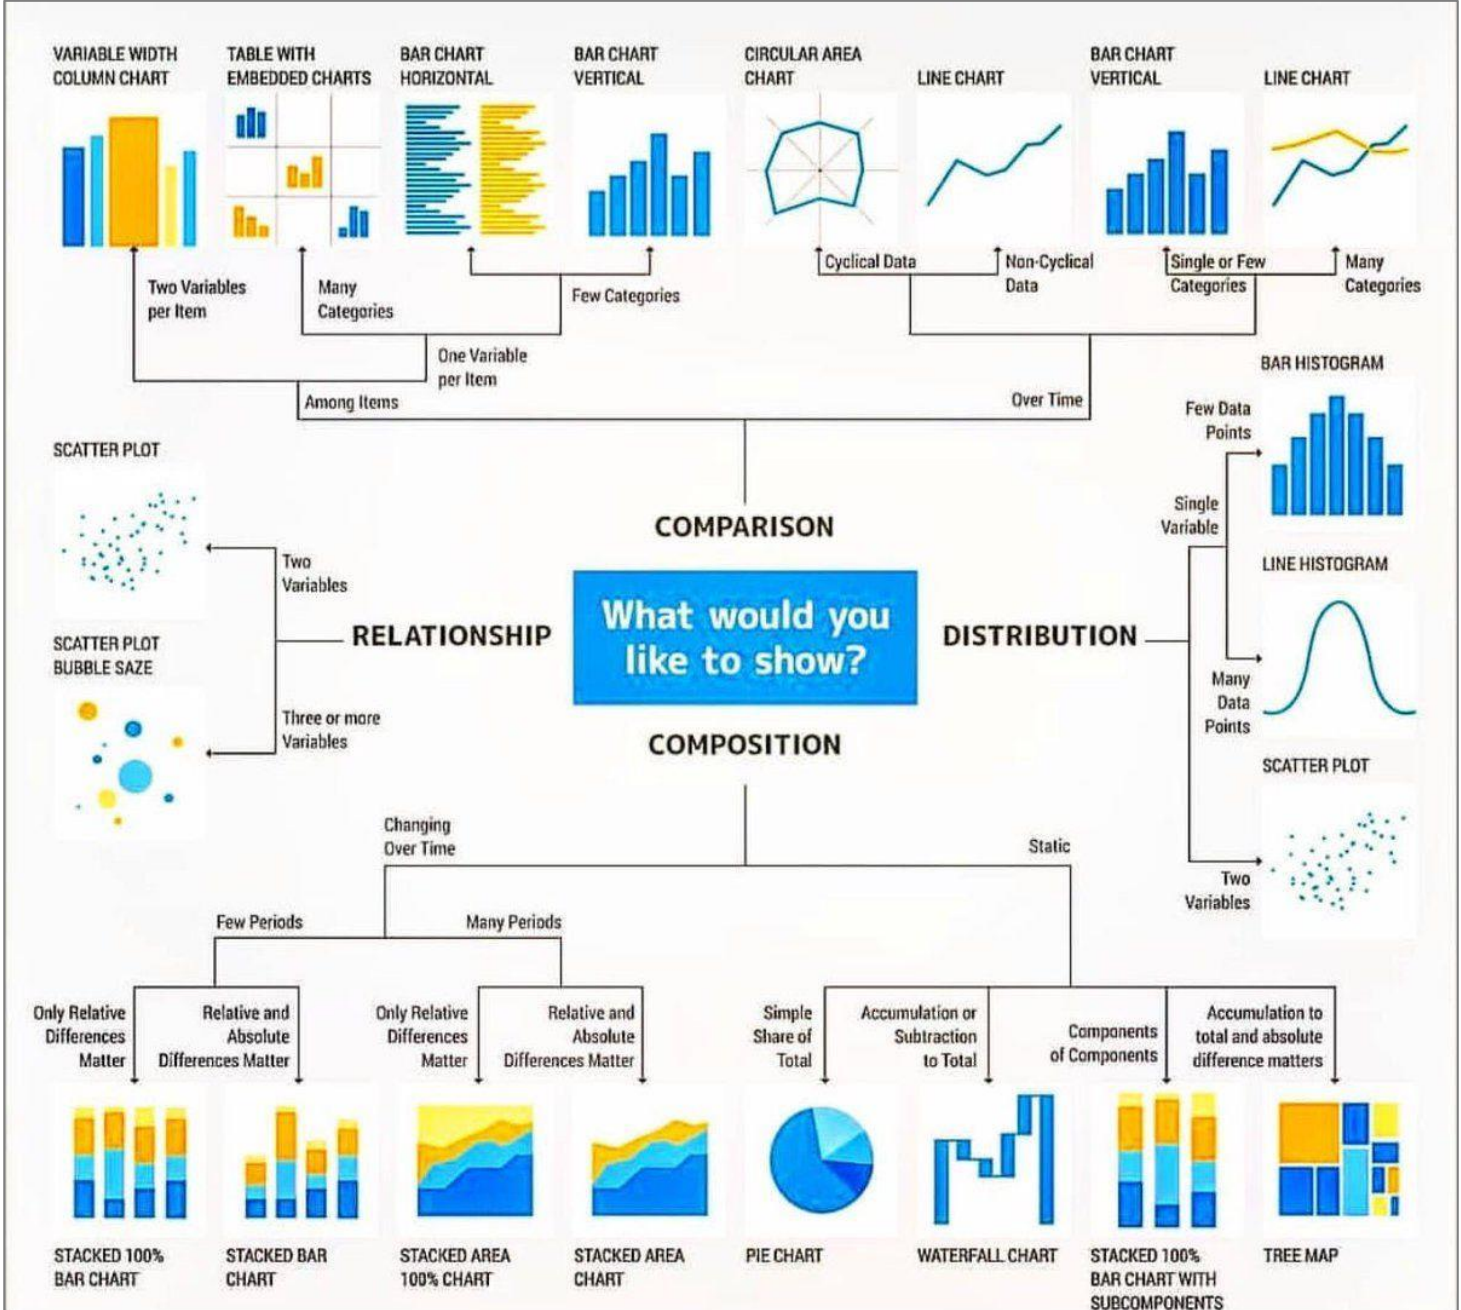 VARIABLE WIDTH
COLUMN CHART
TABLE WITH
EMBEDDED CHARTS
BAR CHART
HORIZONTAL
BAR CHART
VERTICAL
CIRCULAR AREA
CHART
LINE CHART
BAR CHART
VERTICAL
LINE CHART
Two Variables
per Item
Many
Categories
Few Categories
Cyclical Data
Non-Cyclical
Data
Single or Few
Categories
Many
Categories
One Variable
per Item
Among Items
Over Time
COMPARISON
What would you
like to show?
RELATIONSHIP
SCATTER PLOT
Two
Variables
SCATTER PLOT
BUBBLE SAZE
Three or more
Variables
DISTRIBUTION
BAR HISTOGRAM
Few Data
Points
Single
Variable
LINE HISTOGRAM
Many
Data
Points
SCATTER PLOT
Two
Variables
COMPOSITION
Changing
Over Time
Static
Few Periods
Many Periods
Only Relative
Differences
Matter
Relative and
Absolute
Differences Matter
Only Relative
Differences
Matter
Relative and
Absolute
Differences Matter
Simple
Share of
Total
Accumulation or
Subtraction
to Total
Components
of Components
Accumulation to
total and absolute
difference matters
STACKED 100%
BAR CHART
STACKED BAR
CHART
STACKED AREA
100% CHART
STACKED AREA
CHART
PIE CHART
WATERFALL CHART
STACKED 100%
BAR CHART WITH
SUBCOMPONENTS
TREE MAP